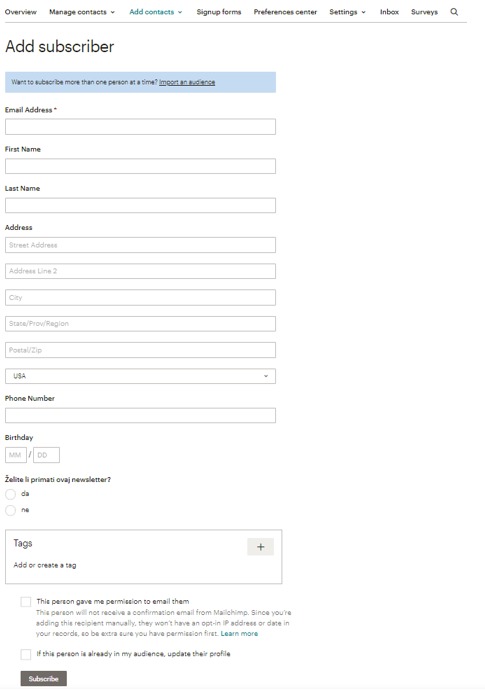 Overview Manage contacts Add contacts Signup forms Preferences center Settings Inbox Surveys
Add subscriber
Want to subscribe more than one person at a time? Import an audience
Email Address *
First Name
Last Name
Address
Street Address
Address Line 2
City
State/Prov/Region
Postal/Zip
USA
Phone Number
Birthday
MM / DD
Želite li primati ovaj newsletter?
da
ne
Tags
Add or create a tag
This person gave me permission to email them
This person will not receive a confirmation email from Mailchimp. Since you're
adding this recipient manually, they won't have an opt-in IP address or date in
your records, so be extra sure you have permission first. Learn more
If this person is already in my audience, update their profile
Subscribe